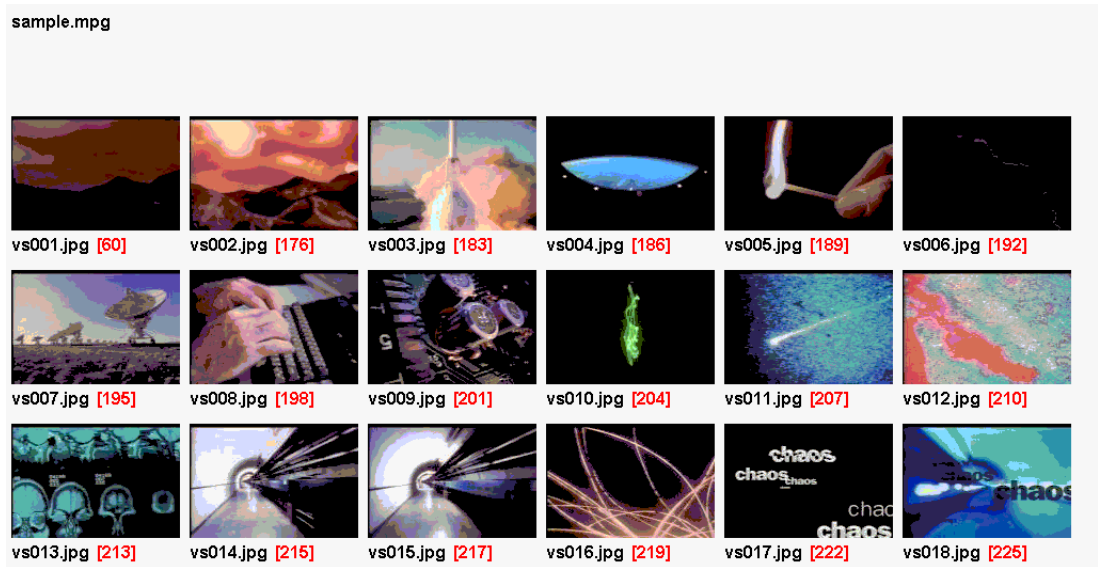 sample.mpg
vs001.jpg [60] vs002.jpg [176] vs003.jpg [183] vs004.jpg [186] vs005.jpg [189] vs006.jpg [192]
T
5
vs007.jpg [195] vs008.jpg [198] vs009.jpg [201] vs010.jpg [204] vs011.jpg [207] vs012.jpg [210]
chaos
chaos chaos
chaos chaos
chao
chaos
vs013.jpg [213] vs014.jpg [215] vs015.jpg [217] vs016.jpg [219] vs017.jpg [222] vs018.jpg [225]